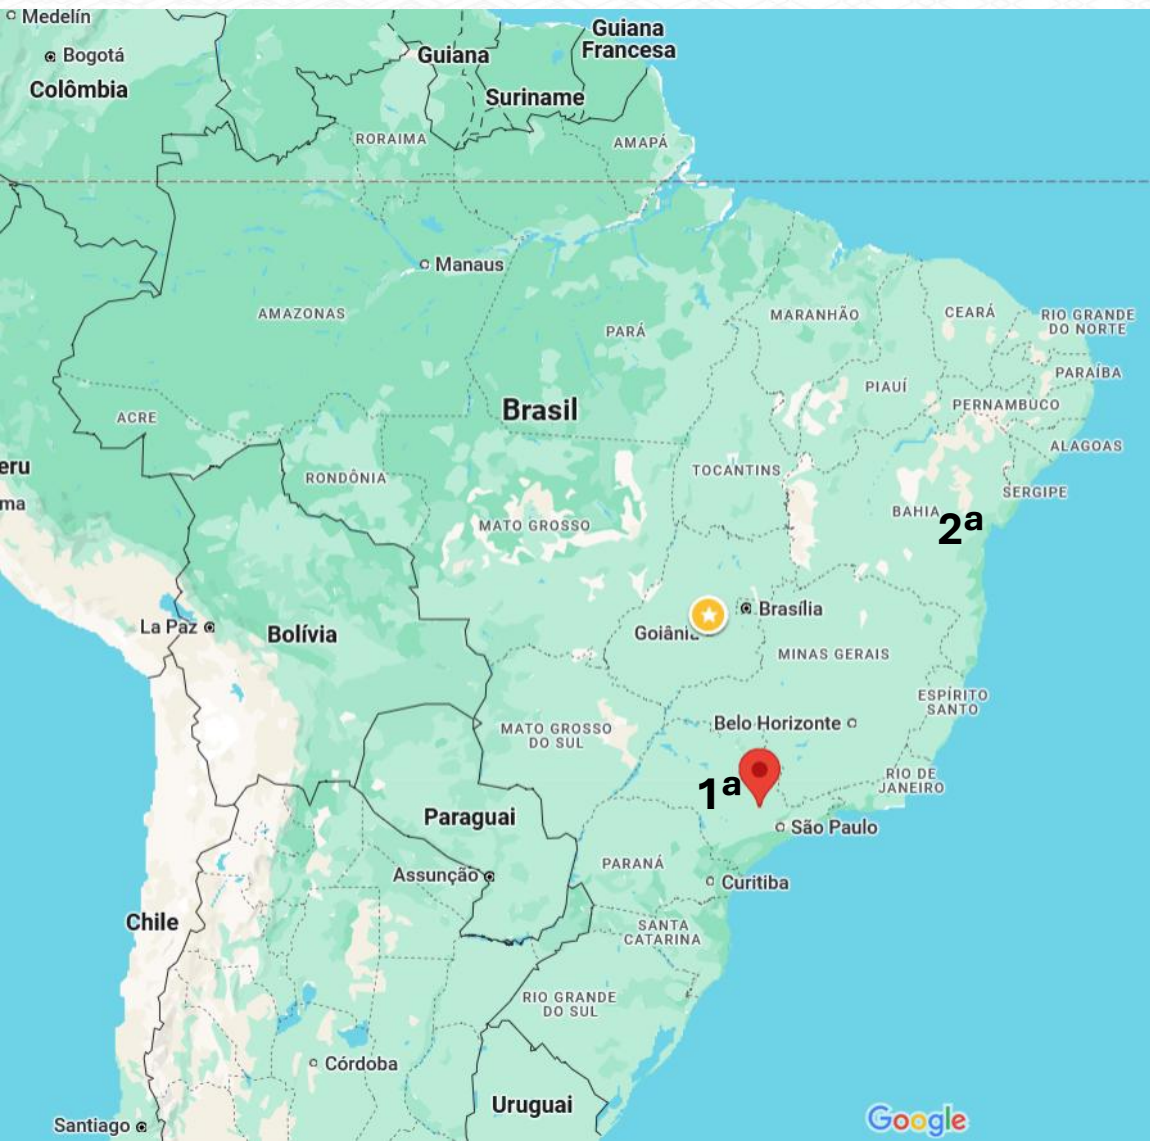 Medelín
Bogotá
Colômbia
Guiana
Guiana
Francesa
Suriname
RORAIMA
AMAPÁ
Manaus
AMAZONAS
PARÁ
MARANHÃO
CEARÁ
RIO GRANDE
DO NORTE
PARAÍBA
PIAUÍ
PERNAMBUCO
Brasil
ACRE
ALAGOAS
eru
RONDÔNIA
TOCANTINS
SERGIPE
ma
MATO GROSSO
BAHIA
2ª
La Paz
Bolívia
Goiânia
Brasília
MINAS GERAIS
ESPÍRITO
SANTO
MATO GROSSO
DO SUL
Belo Horizonte
RIO DE
JANEIRO
1ª
Paraguai
São Paulo
PARANÁ
Assunção
Curitiba
Chile
SANTA
CATARINA
RIO GRANDE
DO SUL
Córdoba
Uruguai
Santiago
Google